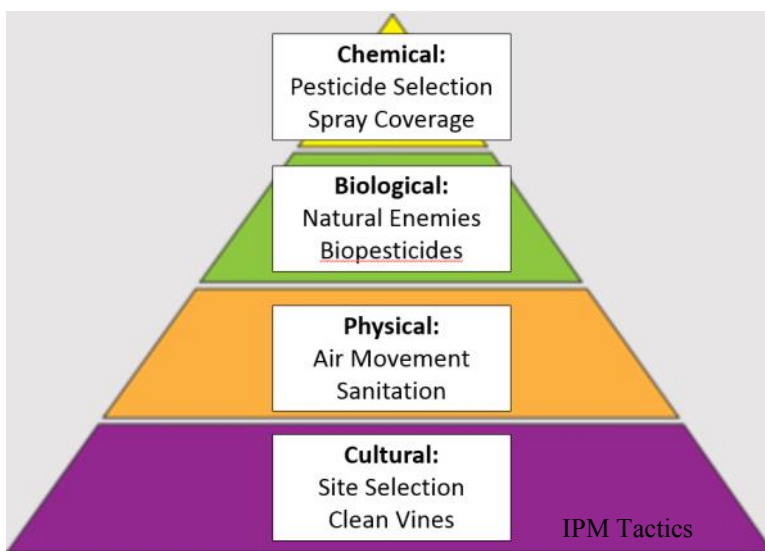 Chemical:
Pesticide Selection
Spray Coverage
Biological:
Natural Enemies
Biopesticides
Physical:
Air Movement
Sanitation
Cultural:
Site Selection
Clean Vines
IPM Tactics